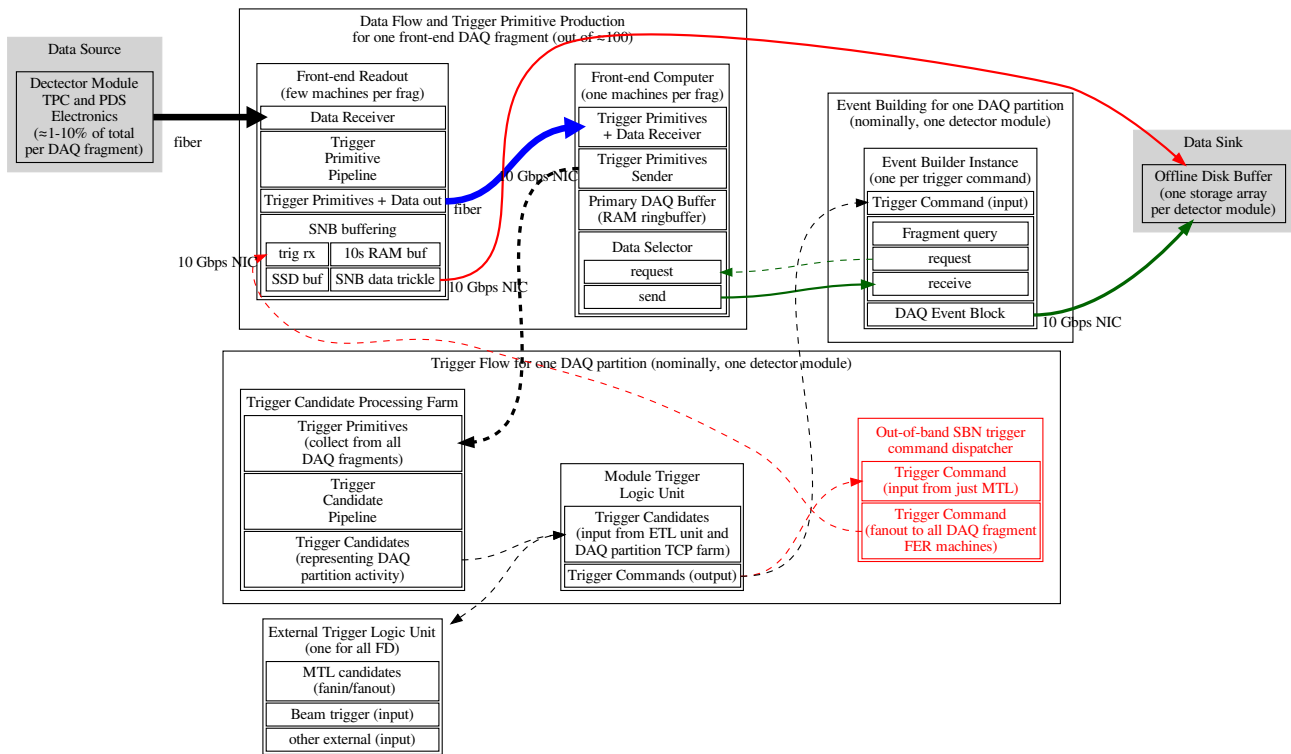 Data Flow and Trigger Primitive Production
for one front-end DAQ fragment (out of ≈100)
Data Source
Dectector Module
TPC and PDS
Electronics
(≈1-10% of total
per DAQ fragment)
fiber
Front-end Readout
(few machines per frag)
Data Receiver
Trigger
Primitive
Pipeline
Trigger Primitives + Data out
SNB buffering
trig rx
10s RAM buf
SSD buf
SNB data trickle
10 Gbps NIC
10 Gbps NIC
fiber
10 Gbps NIC
Front-end Computer
(one machines per frag)
Trigger Primitives
+ Data Receiver
Trigger Primitives
Sender
Primary DAQ Buffer
(RAM ringbuffer)
Data Selector
request
send
Event Building for one DAQ partition
(nominally, one detector module)
Event Builder Instance
(one per trigger command)
Trigger Command (input)
Fragment query
request
receive
DAQ Event Block
10 Gbps NIC
Data Sink
Offline Disk Buffer
(one storage array
per detector module)
Trigger Flow for one DAQ partition (nominally, one detector module)
Trigger Candidate Processing Farm
Trigger Primitives
(collect from all
DAQ fragments)
Trigger
Candidate
Pipeline
Trigger Candidates
(representing DAQ
partition activity)
Module Trigger
Logic Unit
Trigger Candidates
(input from ETL unit and
DAQ partition TCP farm)
Trigger Commands (output)
Out-of-band SBN trigger
command dispatcher
Trigger Command
(input from just MTL)
Trigger Command
(fanout to all DAQ fragment
FER machines)
External Trigger Logic Unit
(one for all FD)
MTL candidates
(fanin/fanout)
Beam trigger (input)
other external (input)